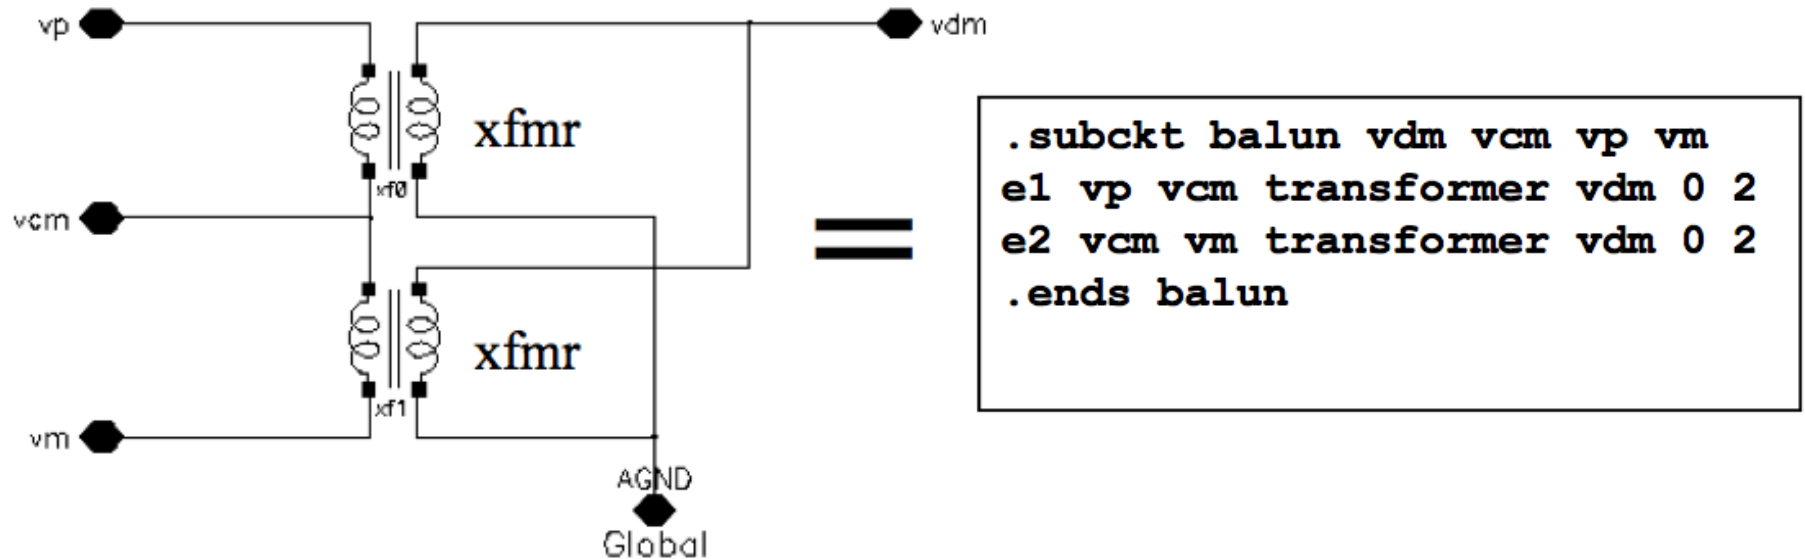 vp
vdm
xfmr
xf0
vcm
xfmr
xf1
vm
AGND
Global
=
.subckt balun vdm vcm vp vm
e1 vp vcm transformer vdm 0 2
e2 vcm vm transformer vdm 0 2
.ends balun